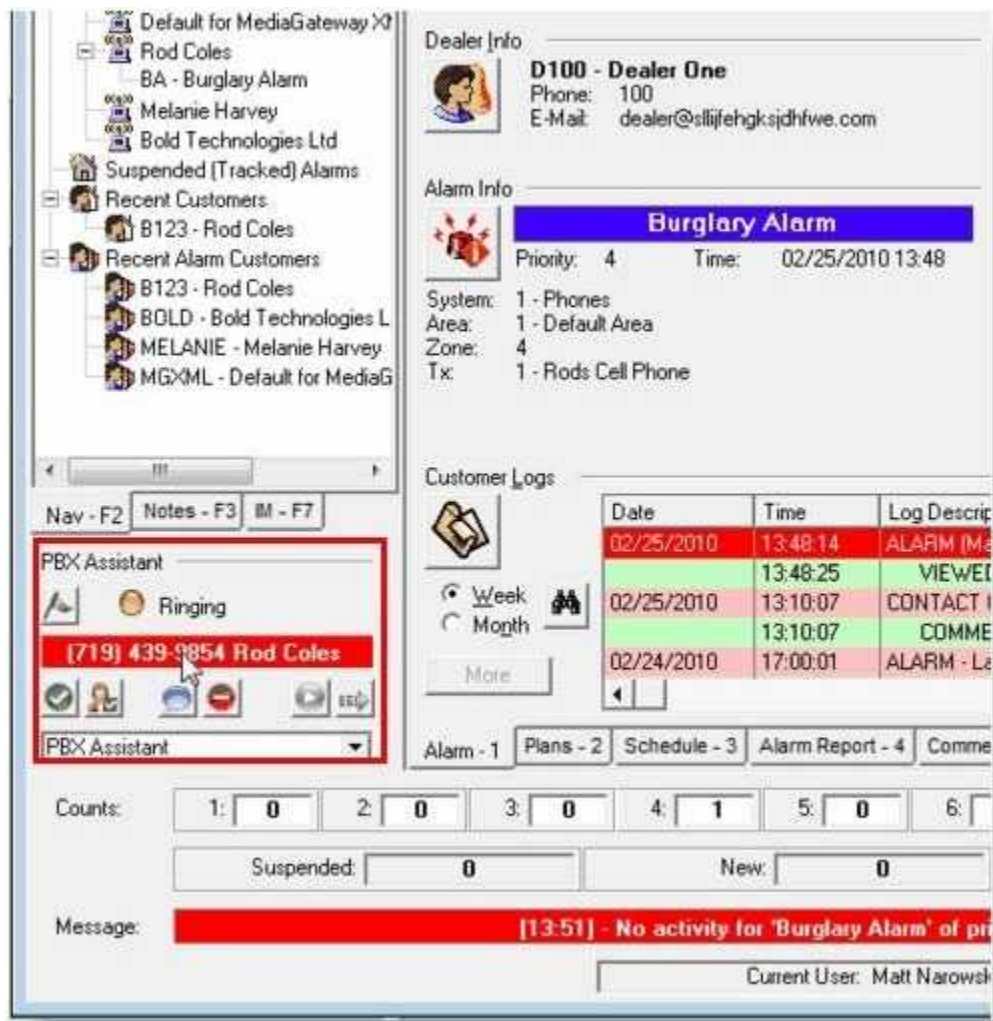 Default for MediaGateway XM
Rod Coles
BA - Burglary Alarm
Melanie Harvey
Bold Technologies Ltd
Suspended (Tracked) Alarms
Recent Customers
B123 - Rod Coles
Recent Alarm Customers
B123 - Rod Coles
BOLD - Bold Technologies L
MELANIE - Melanie Harvey
MGXML - Default for MediaG
Nav - F2 Notes - F3 IM - F7
PBX Assistant
Ringing
(719) 439-9854 Rod Coles
PBX Assistant
Dealer Info
D100 - Dealer One
Phone: 100
E-Mail: dealer@sllijfehgksjdhfwe.com
Alarm Info
Burglary Alarm
Priority: 4 Time: 02/25/2010 13:48
System: 1 - Phones
Area: 1 - Default Area
Zone: 4
Tx: 1 - Rods Cell Phone
Customer Logs
Week
Month
More
Date Time Log Descrip
02/25/2010 13:48:14 ALARM (Ma
13:48:25 VIEWED
02/25/2010 13:10:07 CONTACT
13:10:07 COMME
02/24/2010 17:00:01 ALARM - La
Alarm - 1 Plans - 2 Schedule - 3 Alarm Report - 4 Comme
Counts: 1: 0 2: 0 3: 0 4: 1 5: 0 6:
Suspended: 0 New: 0
Message: [13:51] - No activity for 'Burglary Alarm' of pri
Current User: Matt Narowsk